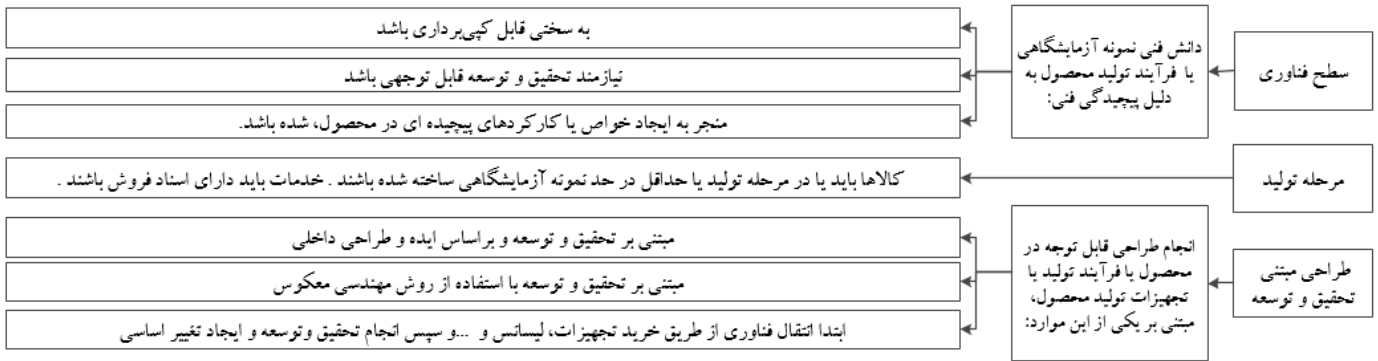 سطح فناوری
دانش فنی نمونه آزمایشگاهی
یا فرآیند تولید محصول به
دلیل پیچیدگی فنی:
به سختی قابل کپی‌برداری باشد
نیازمند تحقیق و توسعه قابل توجهی باشد
منجر به ایجاد خواص یا کارکردهای پیچیده ای در محصول، شده باشد.
مرحله تولید
کالاها باید یا در مرحله تولید یا حداقل در حد نمونه آزمایشگاهی ساخته شده باشند . خدمات باید دارای اسناد فروش باشند .
طراحی مبتنی
تحقیق و توسعه
انجام طراحی قابل توجه در
محصول یا فرآیند تولید یا
تجهیزات تولید محصول،
مبتنی بر یکی از این موارد:
مبتنی بر تحقیق و توسعه و براساس ایده و طراحی داخلی
مبتنی بر تحقیق و توسعه با استفاده از روش مهندسی معکوس
ابتدا انتقال فناوری از طریق خرید تجهیزات، لیسانس و ...و سپس انجام تحقیق وتوسعه و ایجاد تغییر اساسی